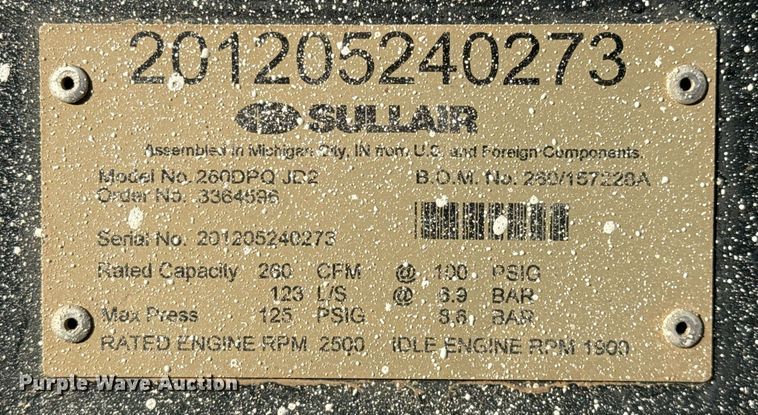 201205240273
SULLAIR
Assembled in Michigan City, IN from U.S. and Foreign Components.
Model No. 260DPQ JD2 B.O.M. No. 260/157228A
Order No. 3364596
Serial No. 201205240273
Rated Capacity 260 CFM @ 100 PSIG
123 L/S @ 6.9 BAR
Max Press 125 PSIG 8.6 BAR
RATED ENGINE RPM 2500 IDLE ENGINE RPM 1900
Purple Wave Auction